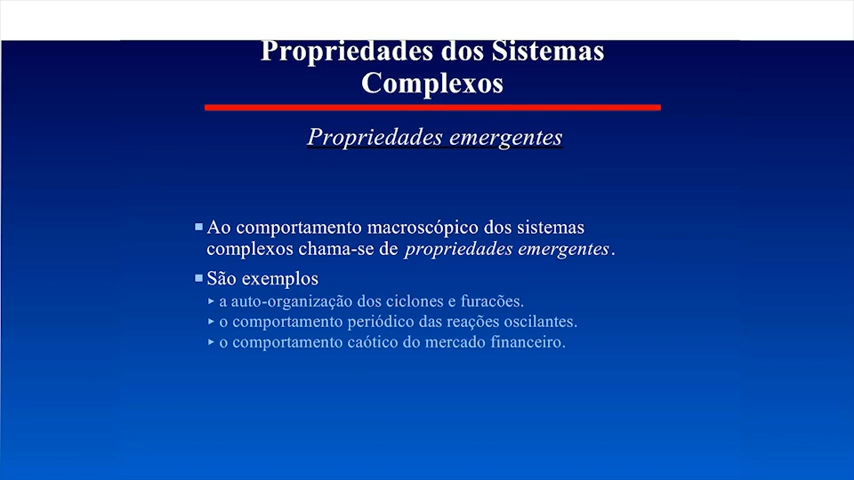 Propriedades dos Sistemas
Complexos
Propriedades emergentes
Ao comportamento macroscópico dos sistemas
complexos chama-se de propriedades emergentes.
São exemplos
a auto-organização dos ciclones e furacões.
o comportamento periódico das reações oscilantes.
o comportamento caótico do mercado financeiro.